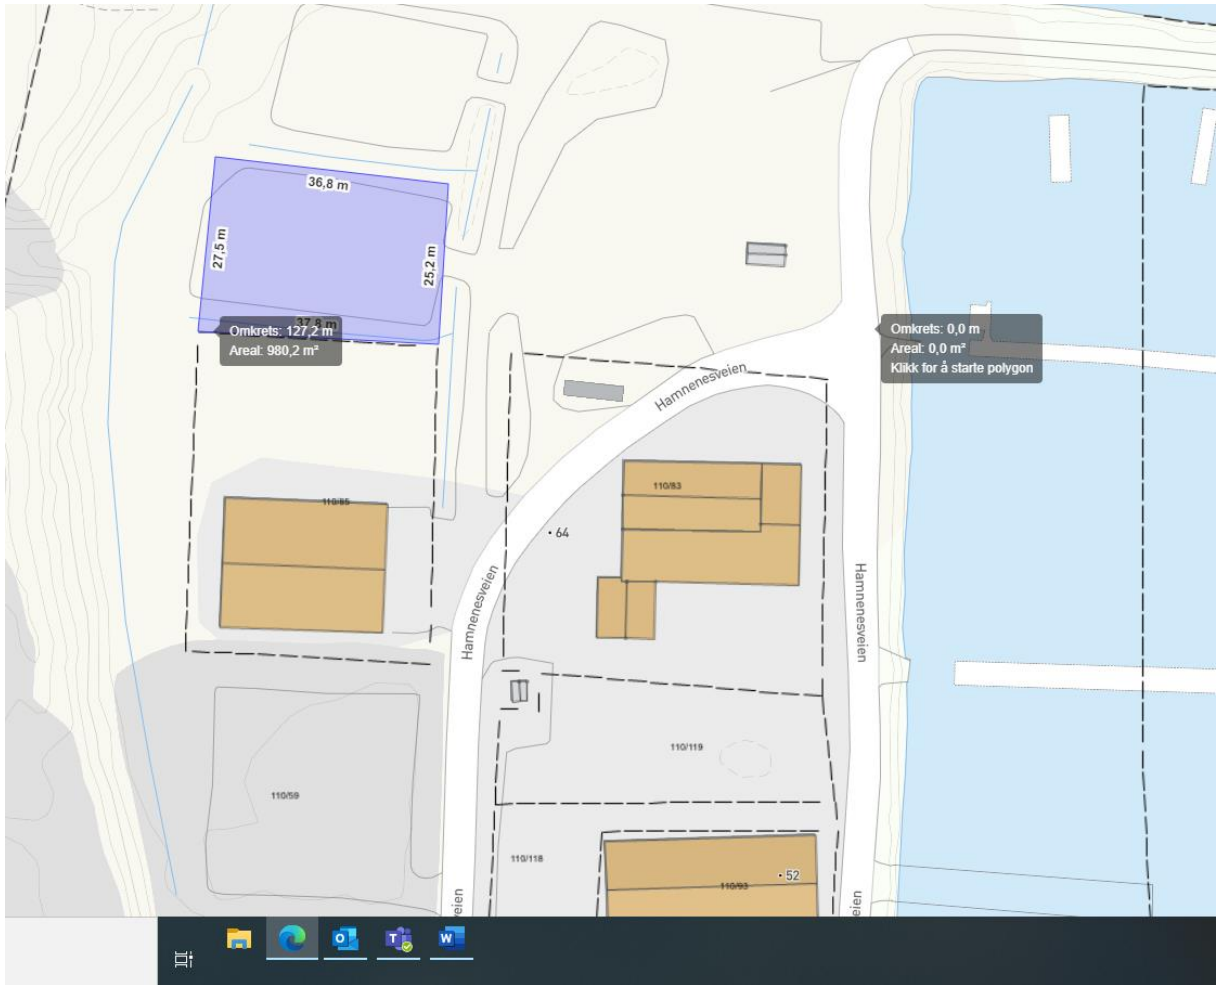 36,8 m
27,5 m
25,2 m
37,8 m
Omkrets: 127,2 m
Areal: 980,2 m²
Omkrets: 0,0 m
Areal: 0,0 m²
Klikk for å starte polygon
Hamnenesveien
110/85
110/83
64
Hamnenesveien
Hamnenesveien
110/119
110/59
110/118
52
110/93
veien
eien
O
T
W